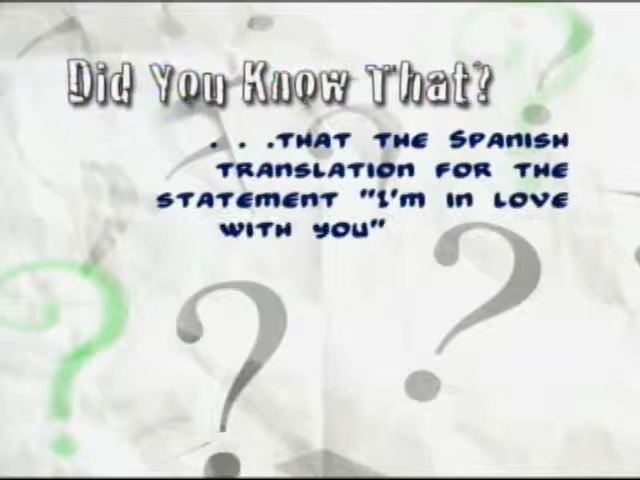 Did You Know That?
. . .that the Spanish
translation for the
statement "I'm in love
with you"